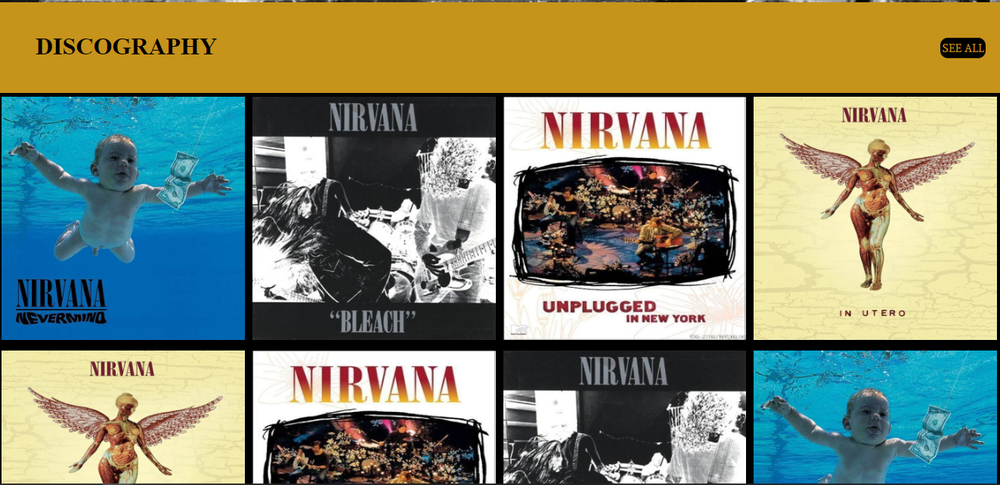 DISCOGRAPHY
SEE ALL
NIRVANA
NEVERMIND
NIRVANA
“BLEACH”
NIRVANA
UNPLUGGED
IN NEW YORK
NIRVANA
IN UTERO
NIRVANA
NIRVANA
NIRVANA